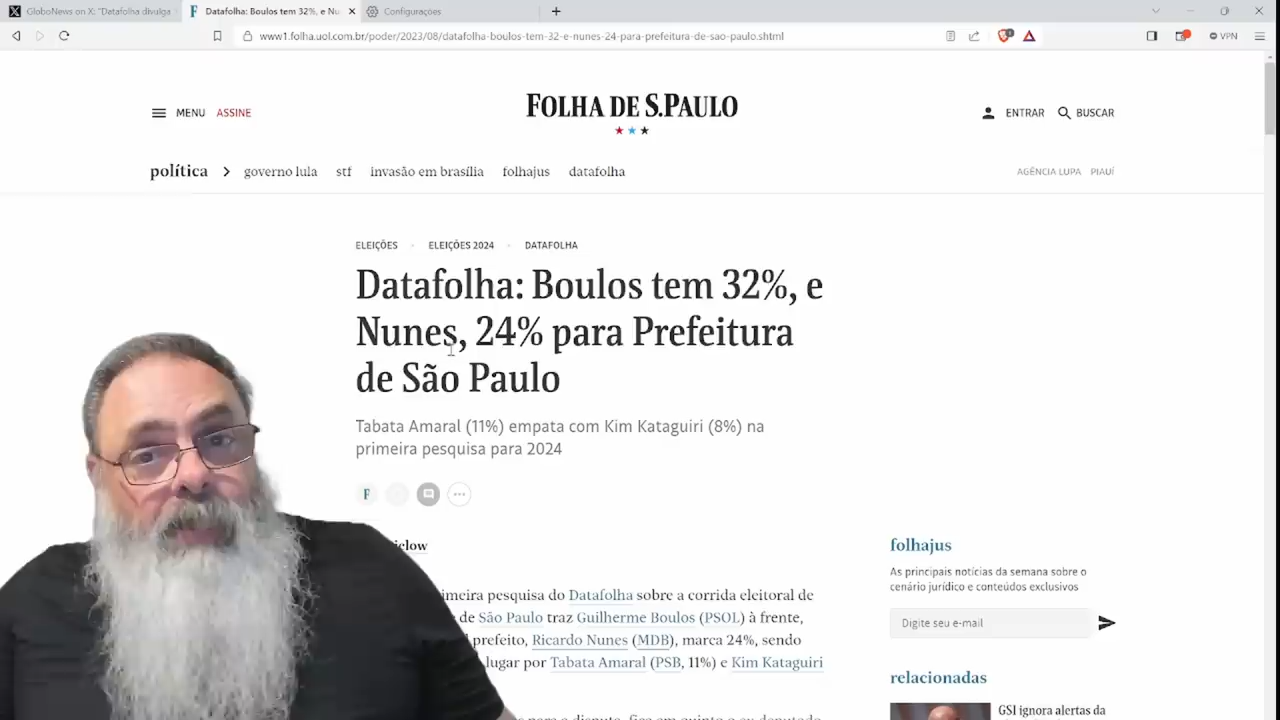 GloboNews on X: "Datafolha divulga
Datafolha: Boulos tem 32%, e Nu
Configurações
www1.folha.uol.com.br/poder/2023/08/datafolha-boulos-tem-32-e-nunes-24-para-prefeitura-de-sao-paulo.shtml
VPN
MENU ASSINE
FOLHA DE S.PAULO
ENTRAR BUSCAR
política governo lula stf invasão em brasília folhajus datafolha
AGÊNCIA LUPA PIAUÍ
ELEIÇÕES ELEIÇÕES 2024 DATAFOLHA
Datafolha: Boulos tem 32%, e
Nunes, 24% para Prefeitura
de São Paulo
Tabata Amaral (11%) empata com Kim Kataguiri (8%) na
primeira pesquisa para 2024
F
pesquisa do Datafolha sobre a corrida eleitoral de
de São Paulo traz Guilherme Boulos (PSOL) à frente,
prefeito, Ricardo Nunes (MDB), marca 24%, sendo
lugar por Tabata Amaral (PSB, 11%) e Kim Kataguiri
folhajus
As principais notícias da semana sobre o
cenário jurídico e conteúdos exclusivos
Digite seu e-mail
relacionadas
GSI ignora alertas da